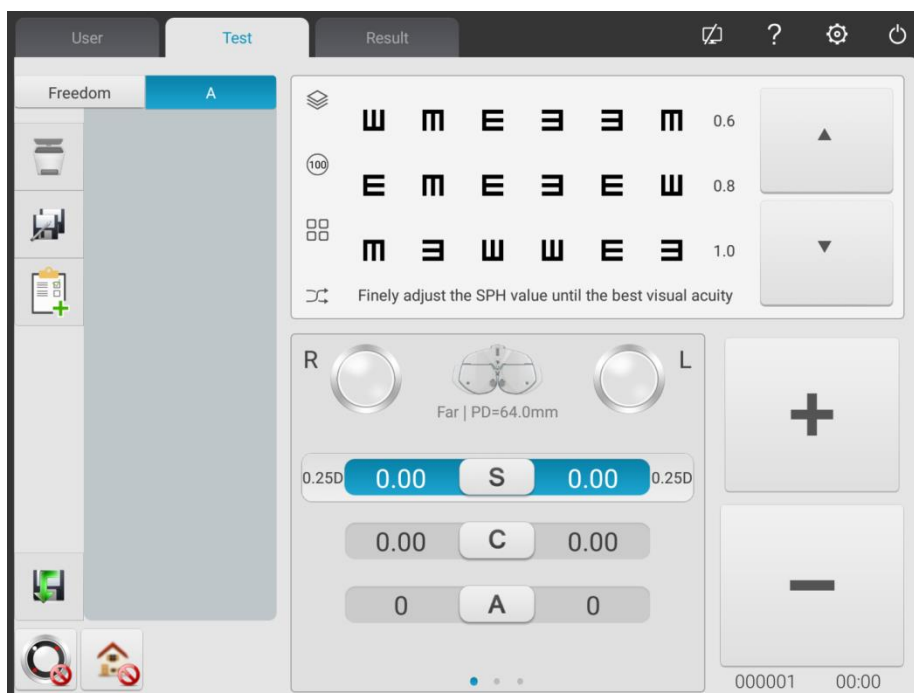 User Test Result ?
Freedom A
100
Ш m E Ǝ Ǝ m 0.6
E m E Ǝ E Ш 0.8
m Ǝ Ш Ш E Ǝ 1.0
Finely adjust the SPH value until the best visual acuity
R L
Far | PD=64.0mm
0.25D 0.00 S 0.00 0.25D
0.00 C 0.00
0 A 0
000001 00:00